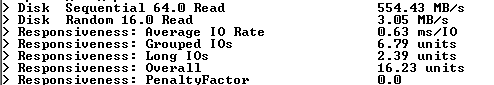 > Disk  Sequential 64.0 Read                   554.43 MB/s
> Disk  Random 16.0 Read                       3.05 MB/s
> Responsiveness: Average IO Rate              0.63 ms/IO
> Responsiveness: Grouped IOs                  6.79 units
> Responsiveness: Long IOs                     2.39 units
> Responsiveness: Overall                      16.23 units
> Responsiveness: PenaltyFactor                0.0